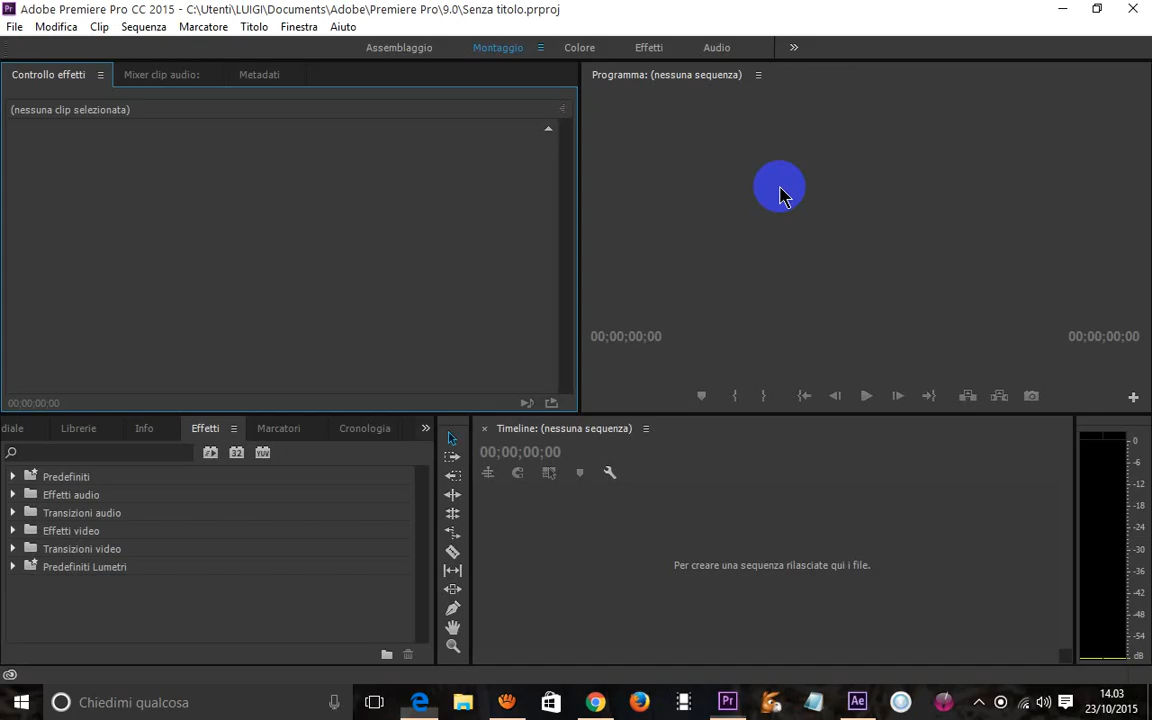 Adobe Premiere Pro CC 2015 - C:\Utenti\LUIGI\Documents\Adobe\Premiere Pro\9.0\Senza titolo.prproj
File Modifica Clip Sequenza Marcatore Titolo Finestra Aiuto
Assemblaggio Montaggio Colore Effetti Audio
Controllo effetti Mixer clip audio: Metadati
Programma: (nessuna sequenza)
(nessuna clip selezionata)
00;00;00;00 00;00;00;00
00;00;00;00
diale Librerie Info Effetti Marcatori Cronologia
Timeline: (nessuna sequenza)
00;00;00;00
32 YUV
Predefiniti
Effetti audio
Transizioni audio
Effetti video
Transizioni video
Predefiniti Lumetri
Per creare una sequenza rilasciate qui i file.
0
-6
-12
-18
-24
-30
-36
-42
-48
-54
dB
Chiedimi qualcosa
Pr
Ae
14.03
23/10/2015